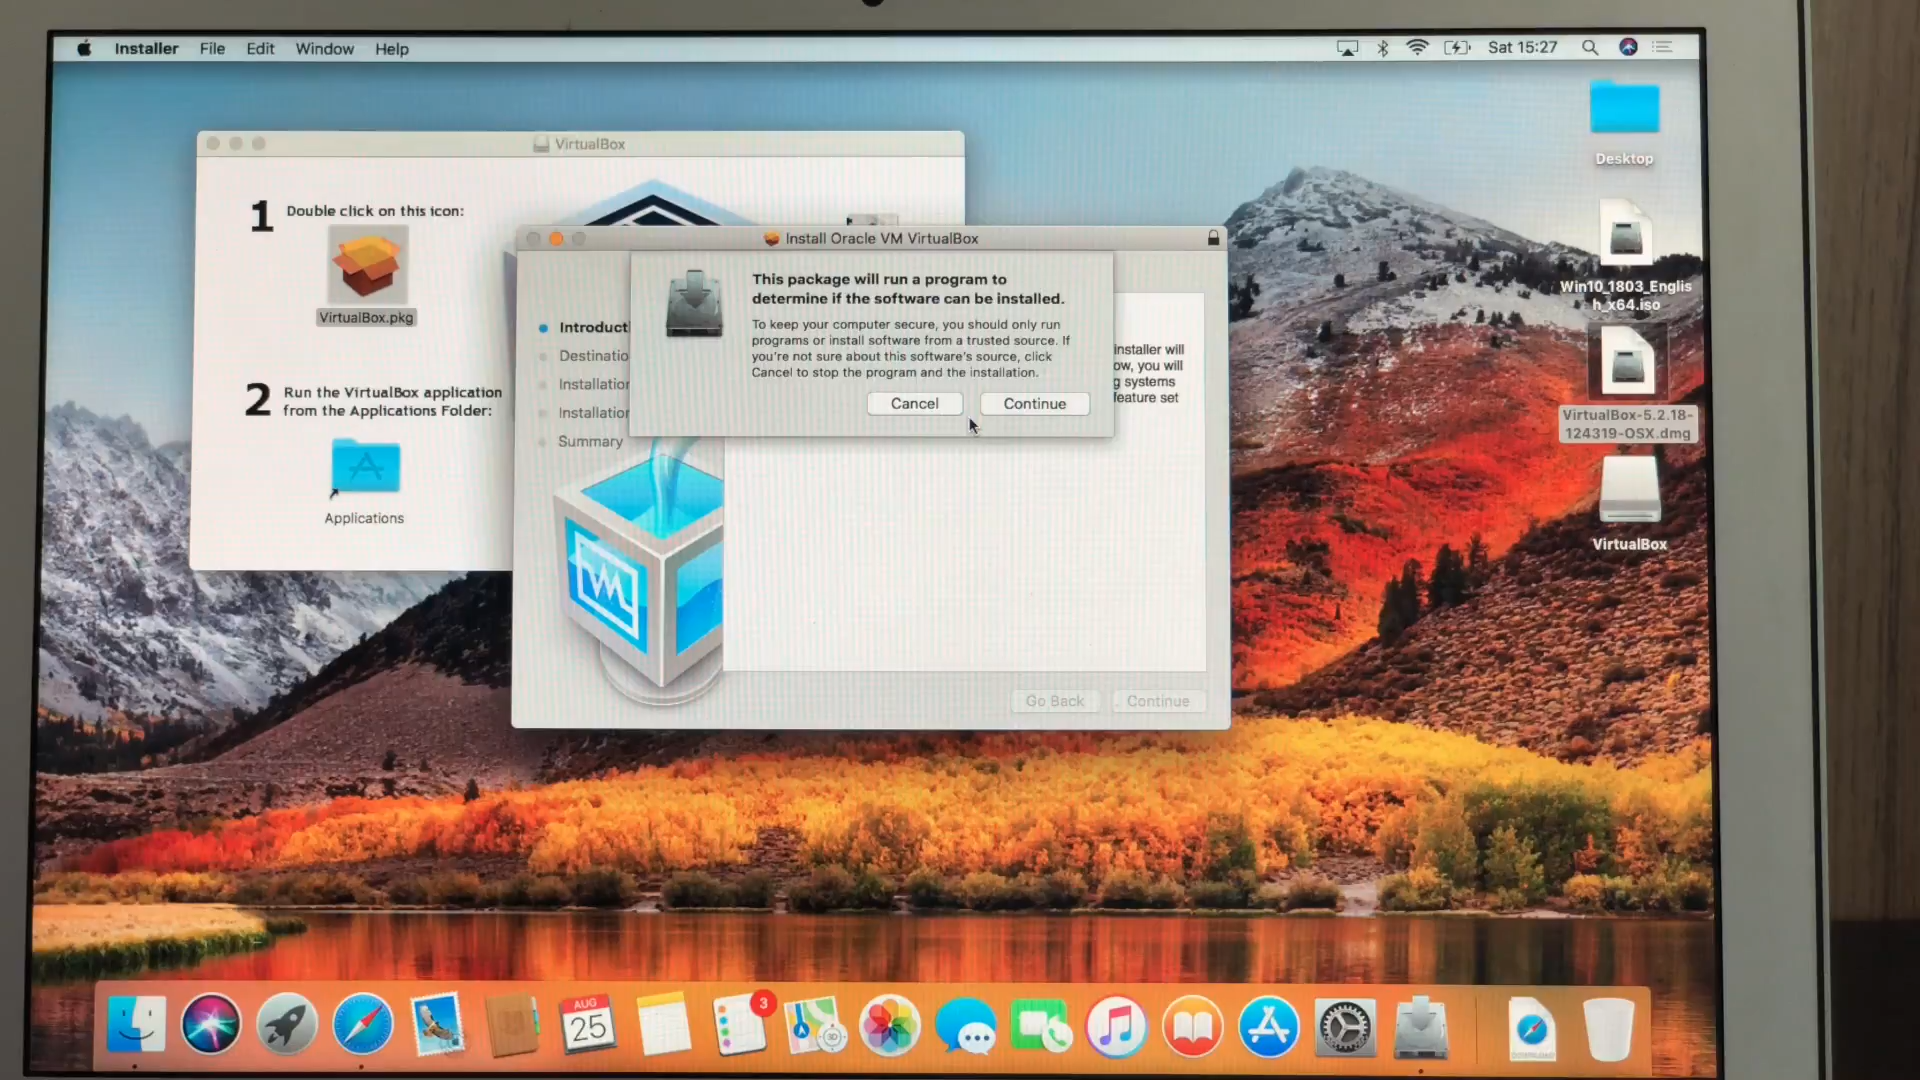 Installer File Edit Window Help
Sat 15:27
VirtualBox
1 Double click on this icon:
VirtualBox.pkg
2 Run the VirtualBox application
from the Applications Folder:
Applications
Install Oracle VM VirtualBox
This package will run a program to
determine if the software can be installed.
To keep your computer secure, you should only run
programs or install software from a trusted source. If
you're not sure about this software's source, click
Cancel to stop the program and the installation.
Cancel Continue
Introduct
Destinatio
Installation
Installation
Summary
installer will
ow, you will
g systems
feature set
Go Back Continue
Desktop
Win10_1803_Englis
h_x64.iso
VirtualBox-5.2.18-
124319-OSX.dmg
VirtualBox
AUG
25
3
3D
DOWNLOAD